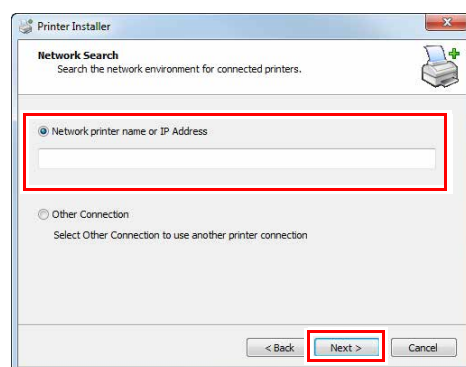 Printer Installer
Network Search
Search the network environment for connected printers.
Network printer name or IP Address
Other Connection
Select Other Connection to use another printer connection
< Back Next > Cancel